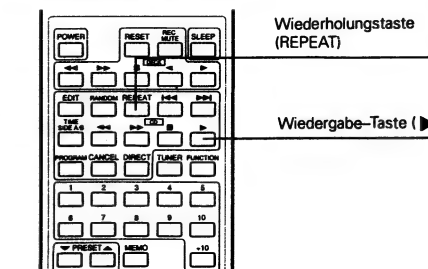 Wiederholungstaste
(REPEAT)
POWER RESET REC MUTE SLEEP
DECK
EDIT RANDOM REPEAT
TIME SIDE A/B CD
Wiedergabe-Taste (
PROGRAM CANCEL DIRECT TUNER FUNCTION
1 2 3 4 5
6 7 8 9 10
PRESET MEMO +10